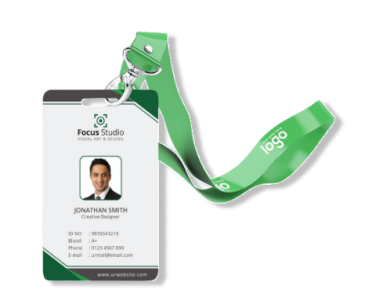 Focus Studio
VISUAL ART & DESIGN
JONATHAN SMITH
Creative Designer
ID NO : 9876543210
Blood : A+
Phone : 0123 4567 890
E-mail : urmail@email.com
www.urwebsite.com
logo